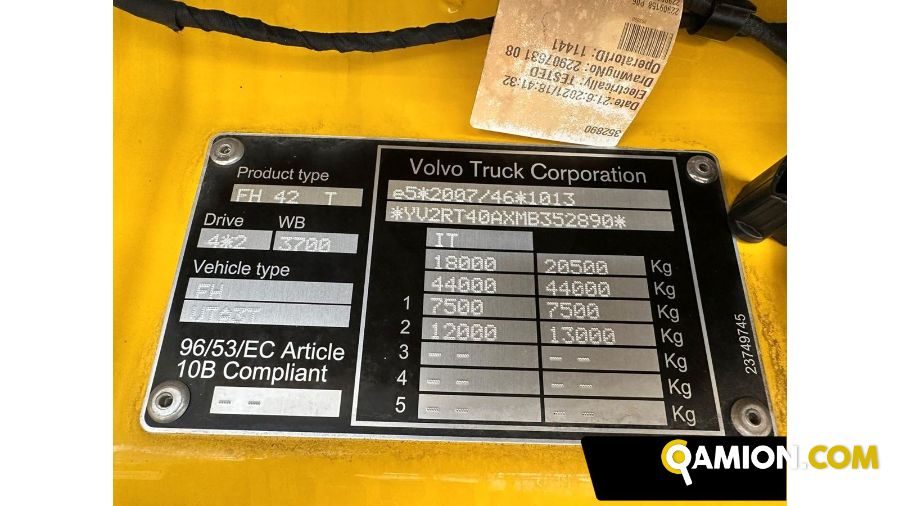 22909158 P06
OperatorID: 11441
DrawingNo: 22907631 08
Electrically: TESTED
Date:21.6.2021/18:41:32
352890
Product type
FH 42 T
Drive WB
4*2 3700
Vehicle type
VTA3T
96/53/EC Article
10B Compliant
-- --
Volvo Truck Corporation
e5*2007/46*1013
*YV2RT40AXMB352890*
IT
18000 20500 Kg
44000 44000 Kg
1 7500 7500 Kg
2 12000 13000 Kg
3 -- -- -- -- Kg
4 -- -- -- -- Kg
5 -- -- -- -- Kg
23749745
QAMION.COM